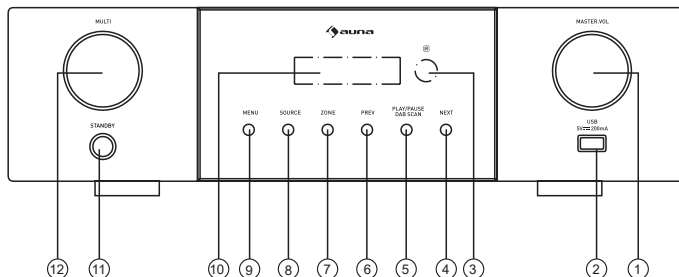 MULTI
auna
MASTER.VOL
MENU
SOURCE
ZONE
PREV
PLAY/PAUSE
DAB SCAN
NEXT
STANDBY
USB
5V⎓200mA
12
11
10
9
8
7
6
5
4
3
2
1